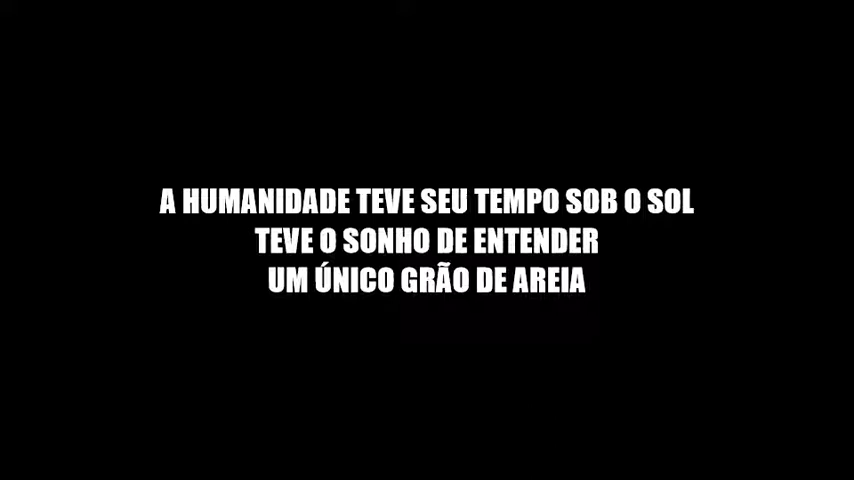 A HUMANIDADE TEVE SEU TEMPO SOB O SOL
TEVE O SONHO DE ENTENDER
UM ÚNICO GRÃO DE AREIA